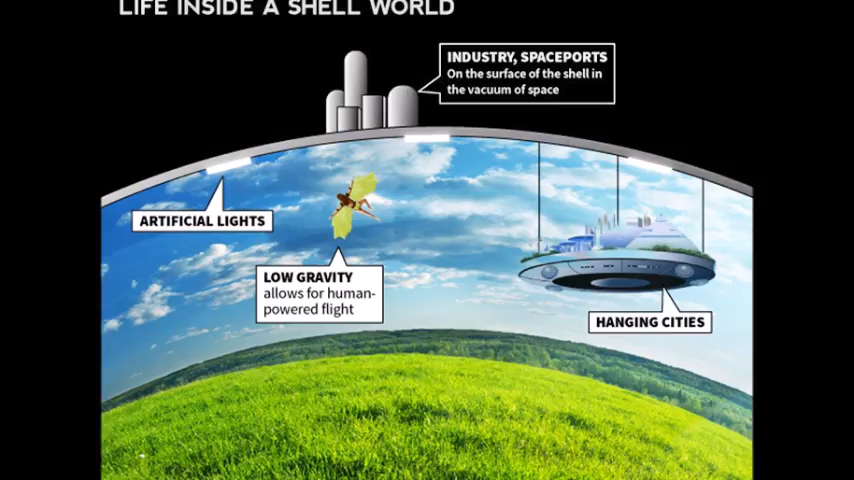 LIFE INSIDE A SHELL WORLD
INDUSTRY, SPACEPORTS
On the surface of the shell in
the vacuum of space
ARTIFICIAL LIGHTS
LOW GRAVITY
allows for human-
powered flight
HANGING CITIES